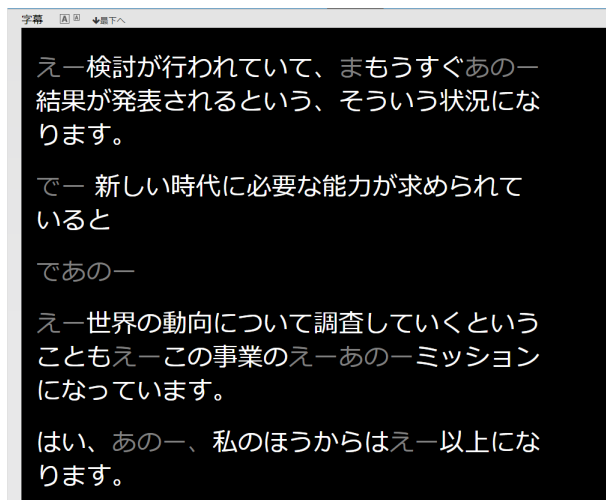 字幕 A A ↓最下へ
えー検討が行われていて、まもうすぐあのー
結果が発表されるという、そういう状況にな
ります。
でー 新しい時代に必要な能力が求められて
いると
であのー
えー世界の動向について調査していくという
こともえーこの事業のえーあのーミッション
になっています。
はい、あのー、私のほうからはえー以上にな
ります。